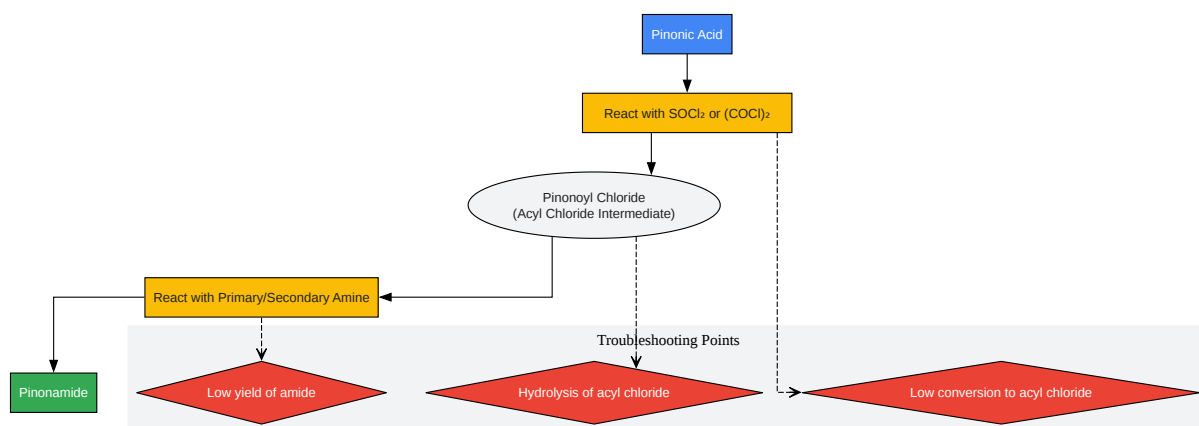 Pinonic Acid
React with SOCl₂ or (COCl)₂
Pinonoyl Chloride
(Acyl Chloride Intermediate)
React with Primary/Secondary Amine
Troubleshooting Points
Pinonamide
Low yield of amide
Hydrolysis of acyl chloride
Low conversion to acyl chloride